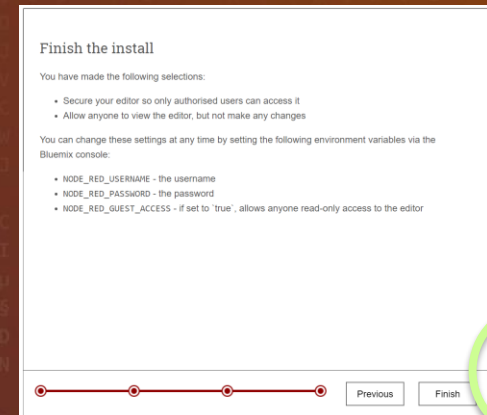 Finish the install
You have made the following selections:
• Secure your editor so only authorised users can access it
• Allow anyone to view the editor, but not make any changes
You can change these settings at any time by setting the following environment variables via the
Bluemix console:
• NODE_RED_USERNAME - the username
• NODE_RED_PASSWORD - the password
• NODE_RED_GUEST_ACCESS - if set to `true`, allows anyone read-only access to the editor
Previous Finish